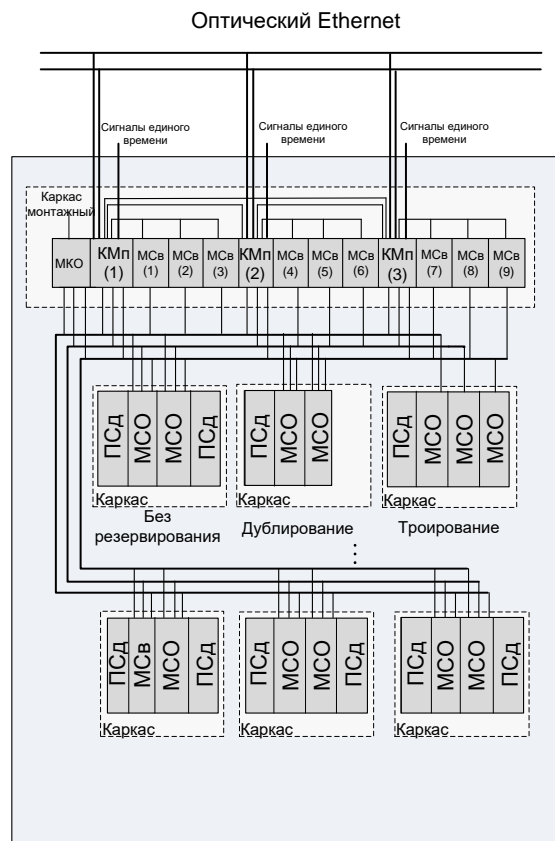 Оптический Ethernet
Сигналы единого
времени
Сигналы единого
времени
Сигналы единого
времени
Каркас
монтажный
МКО
КМп
(1)
МСв
(1)
МСв
(2)
МСв
(3)
КМп
(2)
МСв
(4)
МСв
(5)
МСв
(6)
КМп
(3)
МСв
(7)
МСв
(8)
МСв
(9)
ПСд
МСО
МСО
ПСд
Каркас
Без
резервирования
ПСд
МСО
МСО
Каркас
Дублирование
ПСд
МСО
МСО
МСО
Каркас
Троирование
...
ПСд
МСв
МСО
ПСд
Каркас
ПСд
МСО
МСО
ПСд
Каркас
ПСд
МСО
МСО
ПСд
Каркас